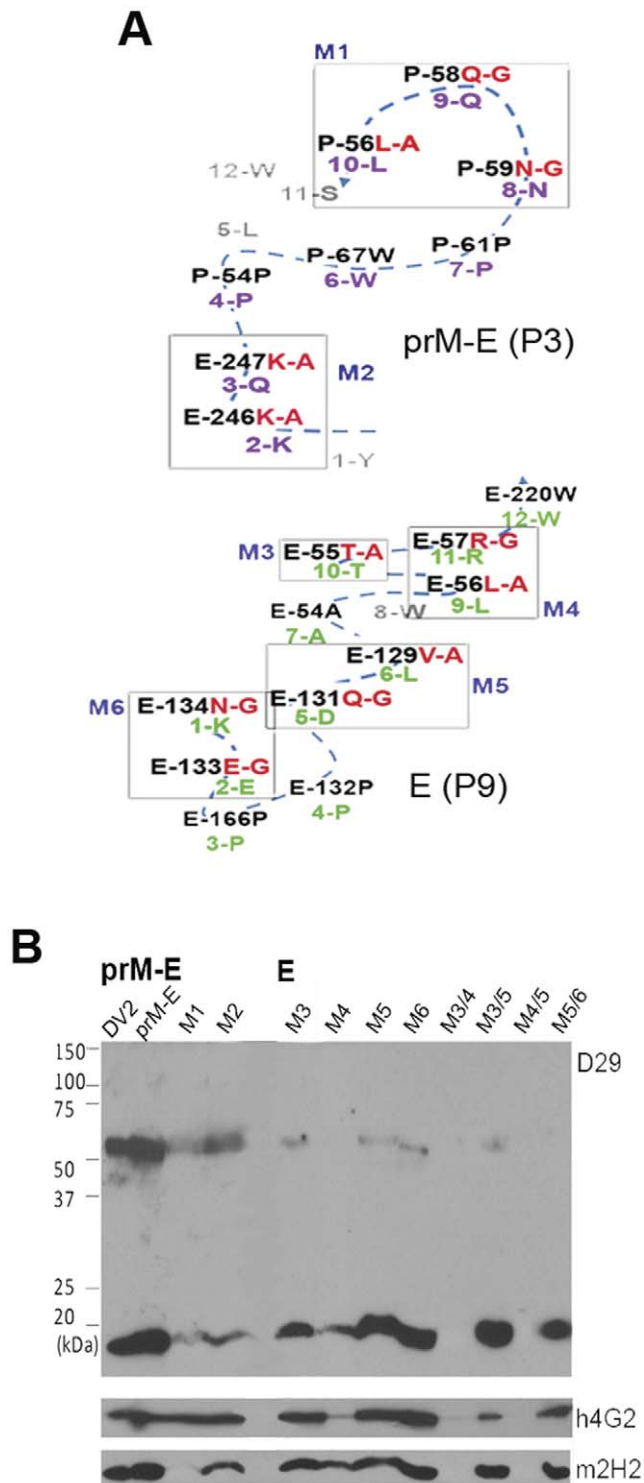 A
M1
P-58Q-G
9-Q
P-56L-A
10-L
P-59N-G
8-N
12-W
11-S
5-L
P-67W
6-W
P-61P
7-P
P-54P
4-P
prM-E (P3)
E-247K-A
3-Q
M2
E-246K-A
2-K
1-Y
E-220W
12-W
M3
E-55T-A
10-T
E-57R-G
11-R
E-56L-A
9-L
M4
E-54A
7-A
8-W
E-129V-A
6-L
M5
M6
E-134N-G
1-K
E-131Q-G
5-D
E-133E-G
2-E
E-132P
4-P
E (P9)
E-166P
3-P
B
prM-E
E
DV2 prM-E M1 M2 M3 M4 M5 M6 M3/4 M3/5 M4/5 M5/6
150
D29
100
75
50
37
25
20
(kDa)
h4G2
m2H2